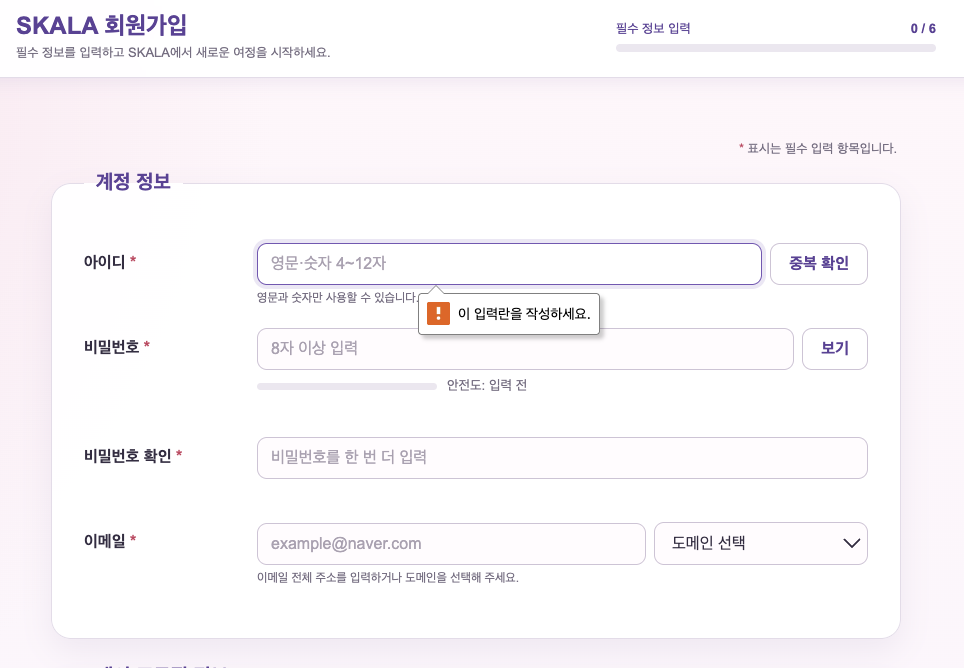 SKALA 회원가입
필수 정보를 입력하고 SKALA에서 새로운 여정을 시작하세요.
필수 정보 입력 0 / 6
* 표시는 필수 입력 항목입니다.
계정 정보
아이디 *
영문·숫자 4~12자
중복 확인
영문과 숫자만 사용할 수 있습니다.
이 입력란을 작성하세요.
비밀번호 *
8자 이상 입력
보기
안전도: 입력 전
비밀번호 확인 *
비밀번호를 한 번 더 입력
이메일 *
example@naver.com
도메인 선택
이메일 전체 주소를 입력하거나 도메인을 선택해 주세요.